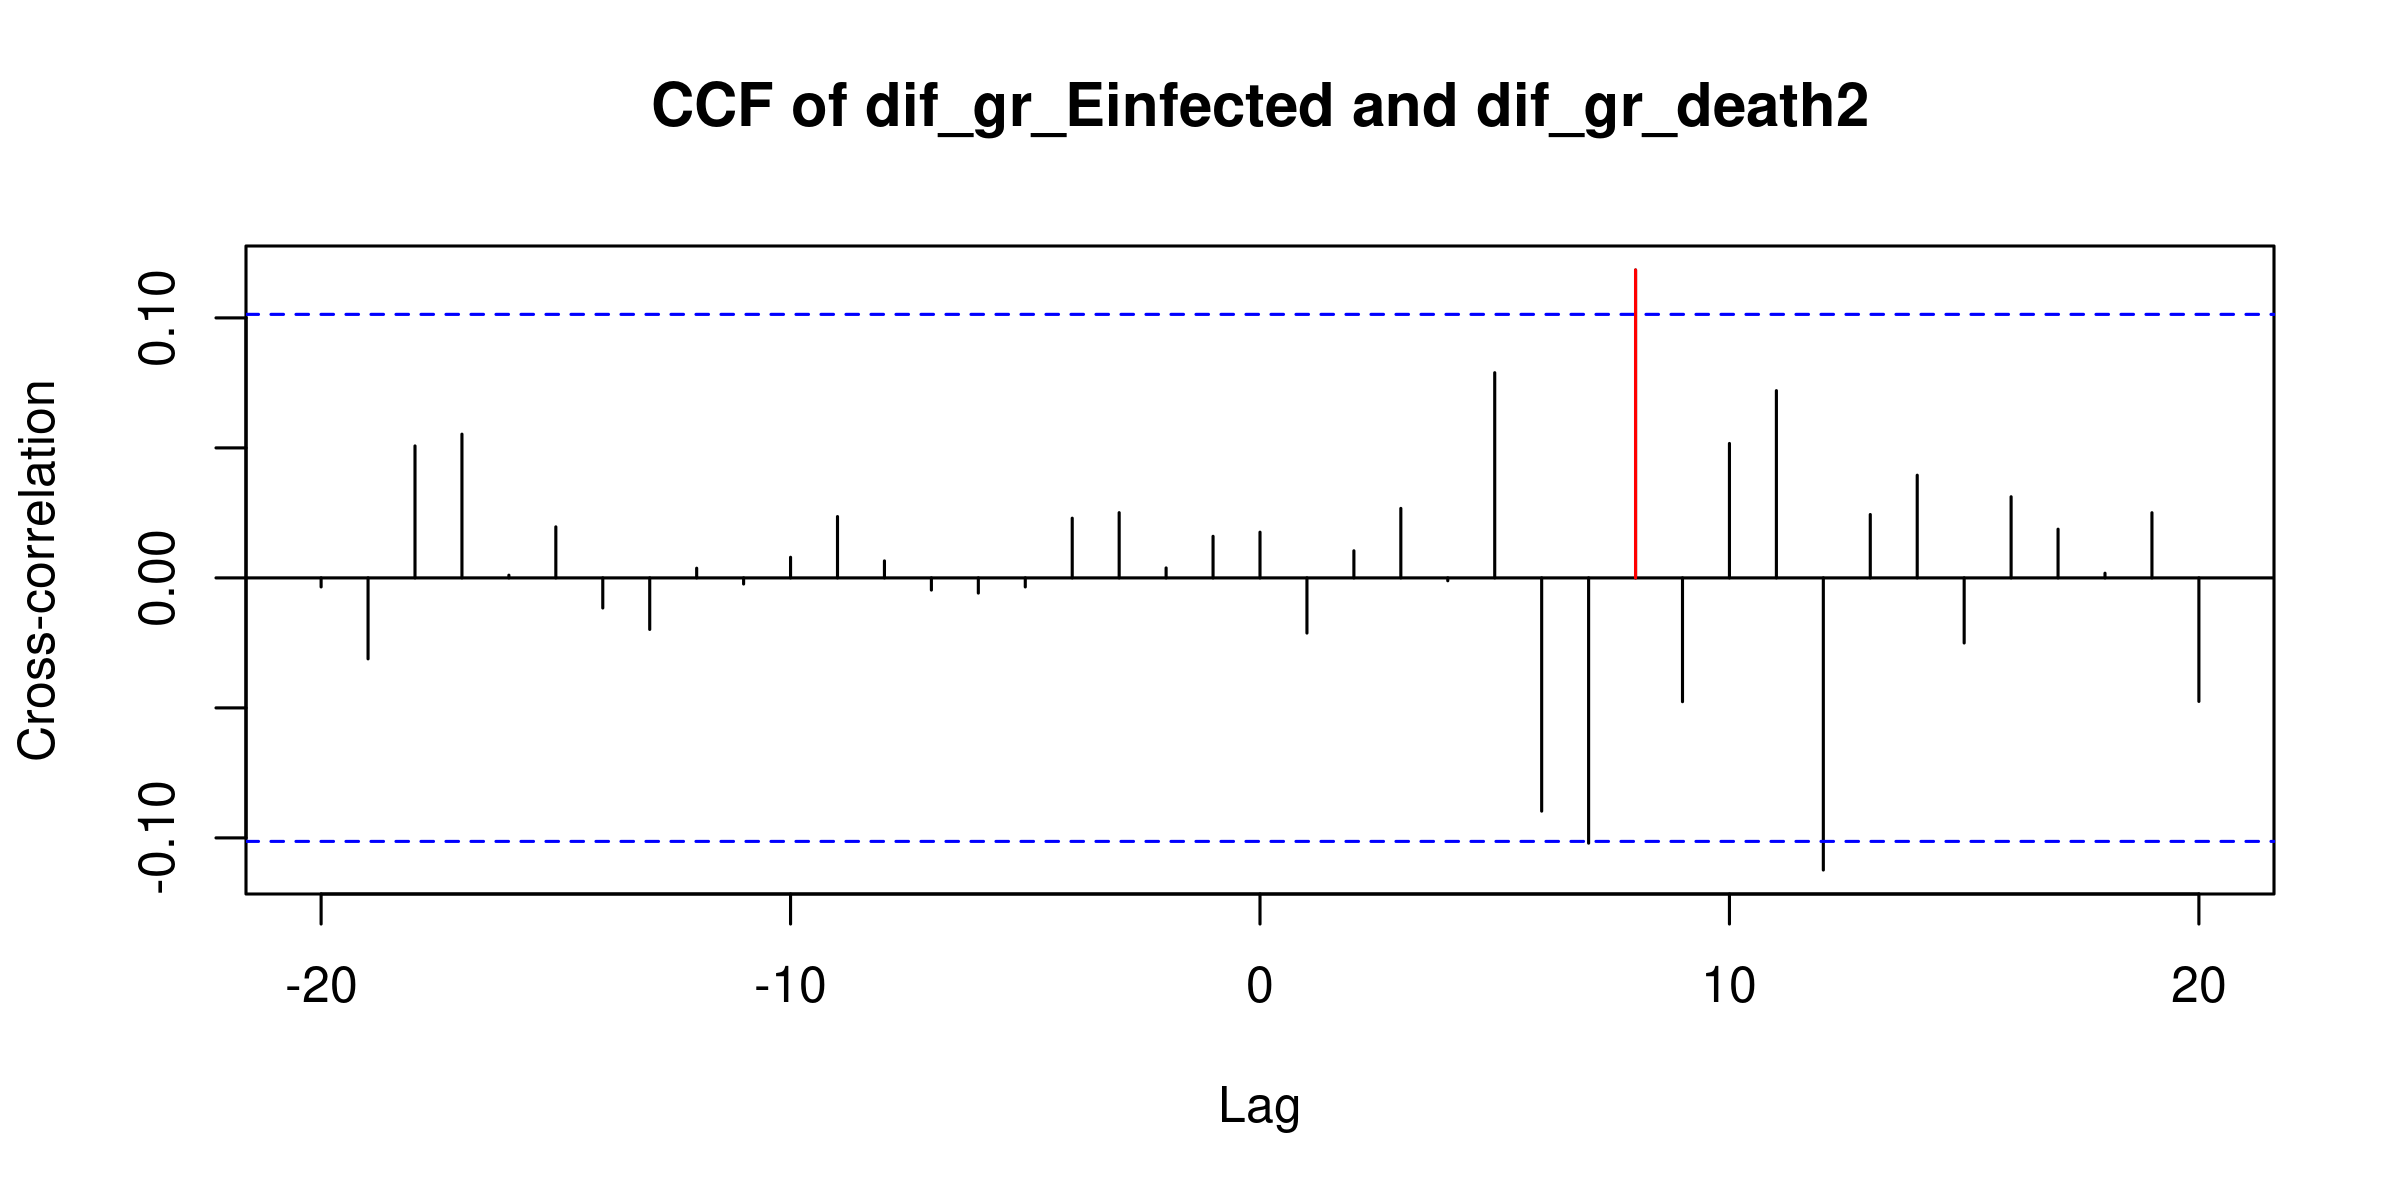 CCF of dif_gr_Einfected and dif_gr_death2
Cross-correlation
0.10
0.00
-0.10
-20 -10 0 10 20
Lag